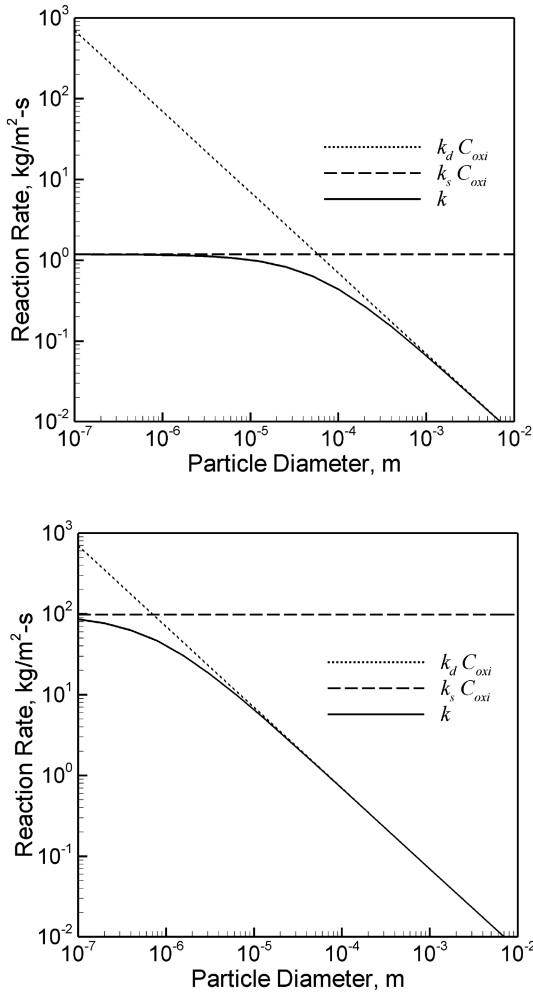 10³
10²
10¹
10⁰
10⁻¹
10⁻²
Reaction Rate, kg/m²-s
k_d C_oxi
k_s C_oxi
k
10⁻⁷ 10⁻⁶ 10⁻⁵ 10⁻⁴ 10⁻³ 10⁻²
Particle Diameter, m
10³
10²
10¹
10⁰
10⁻¹
10⁻²
Reaction Rate, kg/m²-s
k_d C_oxi
k_s C_oxi
k
10⁻⁷ 10⁻⁶ 10⁻⁵ 10⁻⁴ 10⁻³ 10⁻²
Particle Diameter, m